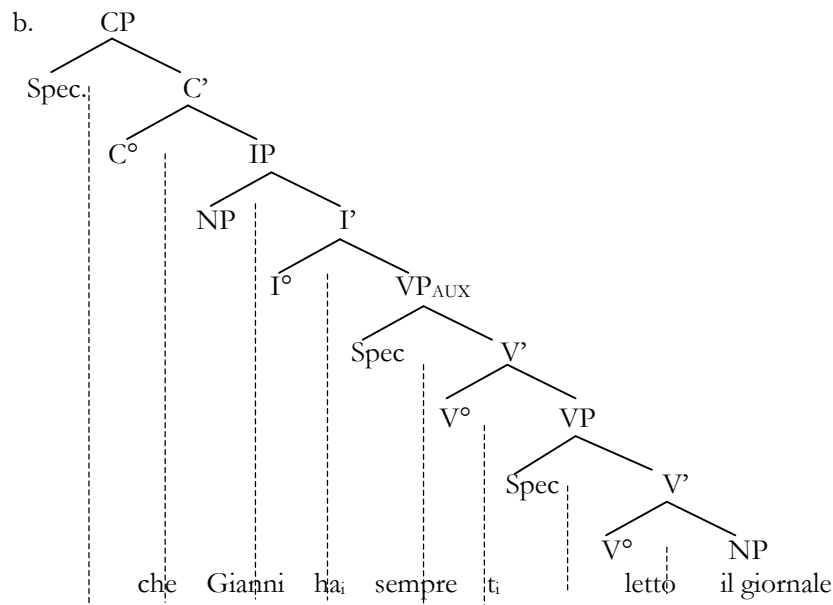 b. CP
Spec. C’
C° IP
NP I’
I° VPAUX
Spec V’
V° VP
Spec V’
V° NP
che Gianni hai sempre ti letto il giornale